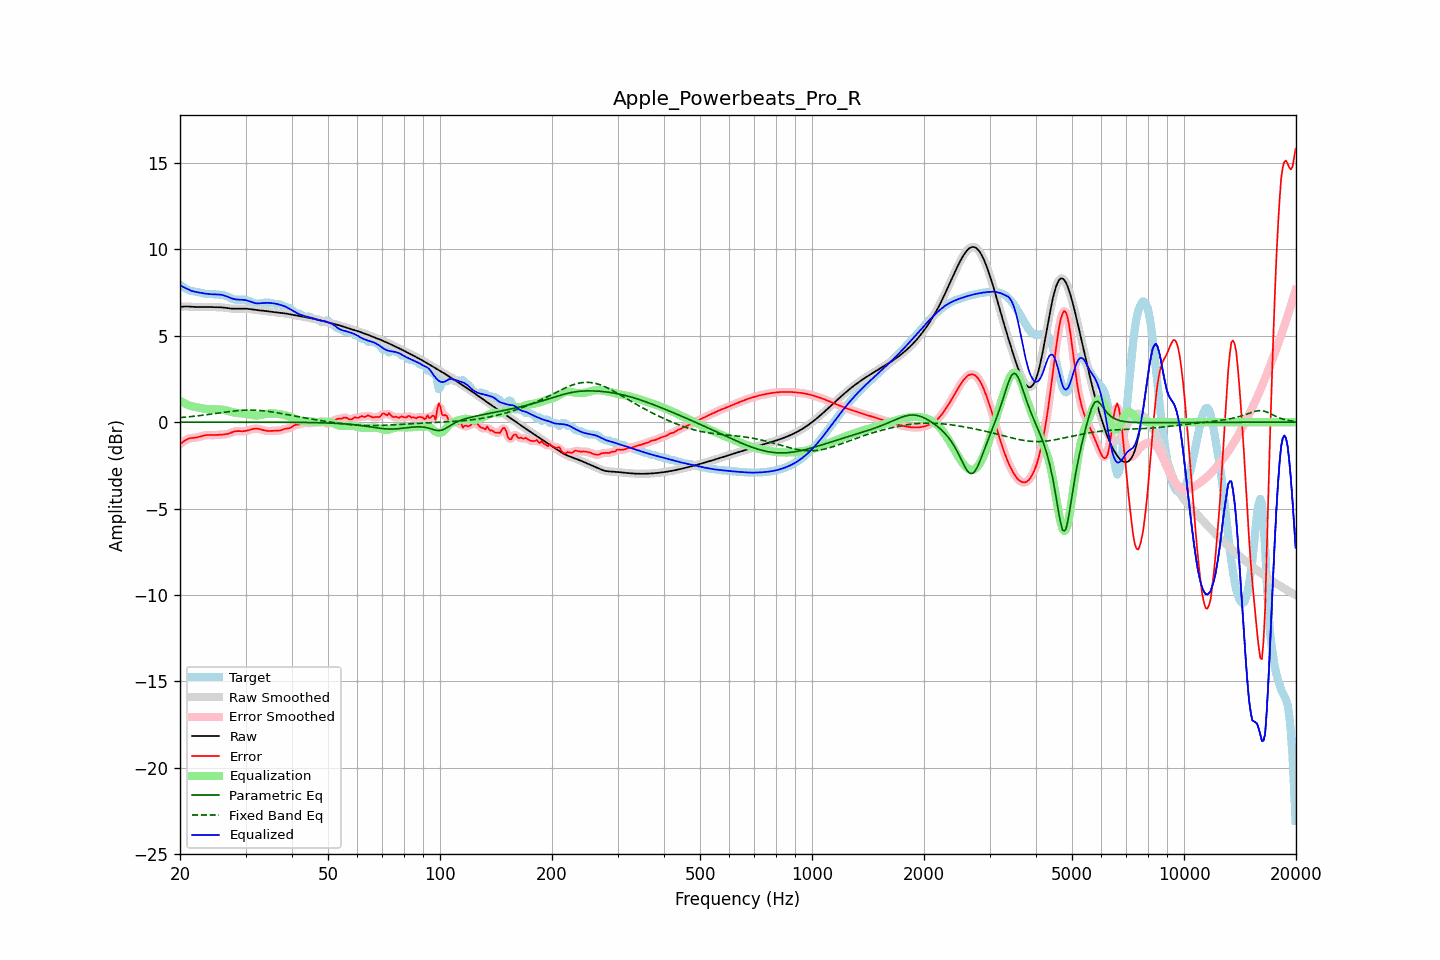 Apple_Powerbeats_Pro_R
Amplitude (dBr)
15
10
5
0
−5
−10
−15
−20
−25
Target
Raw Smoothed
Error Smoothed
Raw
Error
Equalization
Parametric Eq
Fixed Band Eq
Equalized
20 50 100 200 500 1000 2000 5000 10000 20000
Frequency (Hz)